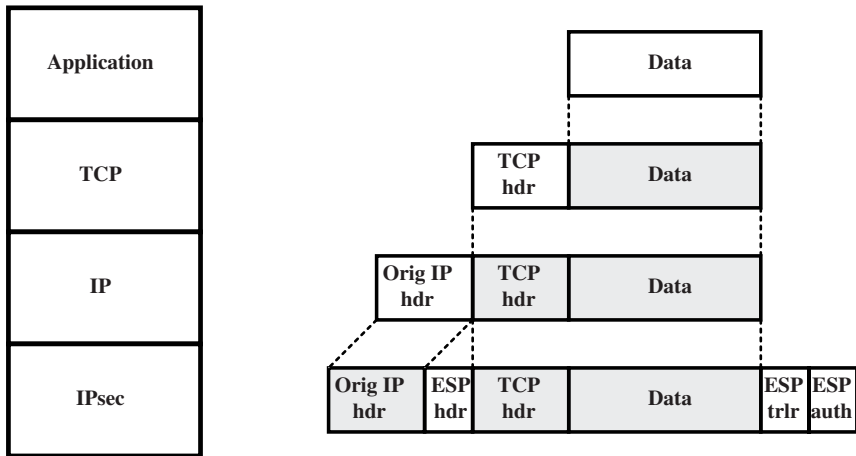 Application
Data
TCP
TCP
hdr
Data
IP
Orig IP
hdr
TCP
hdr
Data
IPsec
Orig IP
hdr
ESP
hdr
TCP
hdr
Data
ESP
trlr
ESP
auth